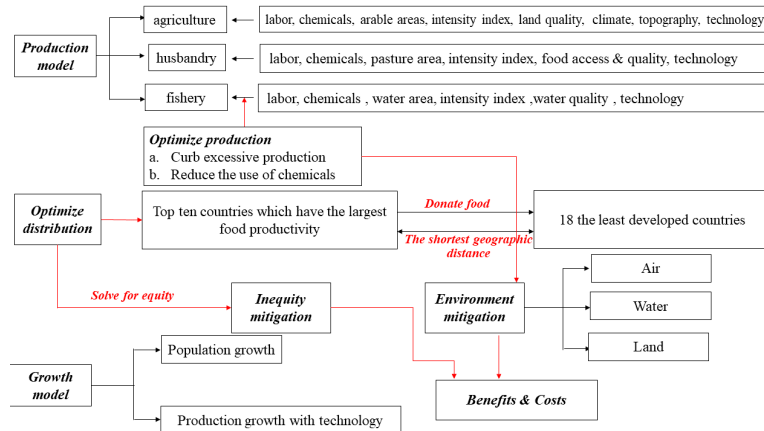 agriculture
labor, chemicals, arable areas, intensity index, land quality, climate, topography, technology
Production
model
husbandry
labor, chemicals, pasture area, intensity index, food access & quality, technology
fishery
labor, chemicals , water area, intensity index ,water quality , technology
Optimize production
a. Curb excessive production
b. Reduce the use of chemicals
Optimize
distribution
Top ten countries which have the largest
food productivity
Donate food
The shortest geographic
distance
18 the least developed countries
Solve for equity
Inequity
mitigation
Environment
mitigation
Air
Water
Land
Growth
model
Population growth
Production growth with technology
Benefits & Costs